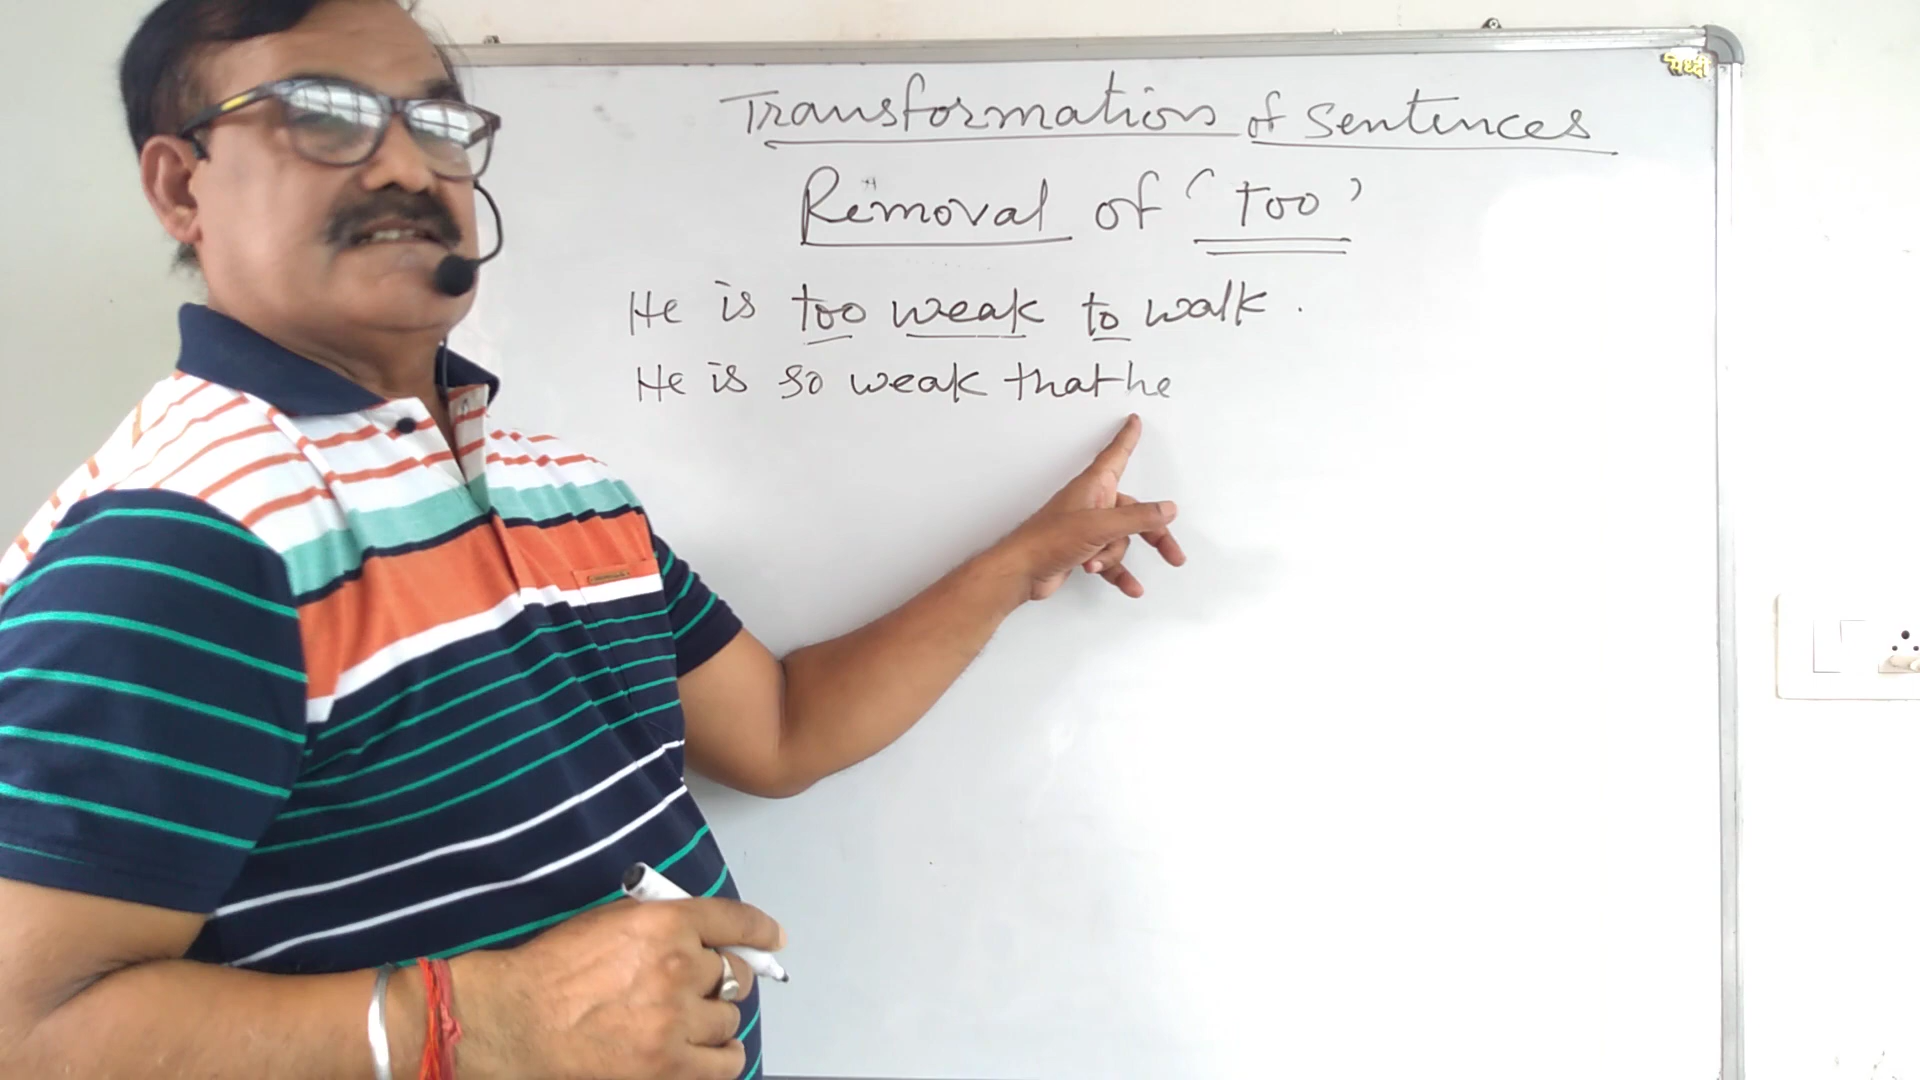 Transformation of Sentences
Removal of 'too'
He is too weak to walk.
He is so weak that he